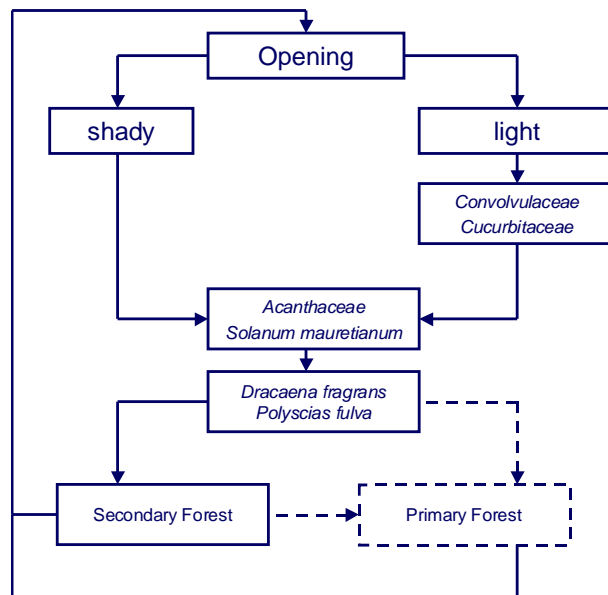 Opening
shady
light
Convolvulaceae
Cucurbitaceae
Acanthaceae
Solanum mauretianum
Dracaena fragrans
Polyscias fulva
Secondary Forest
Primary Forest